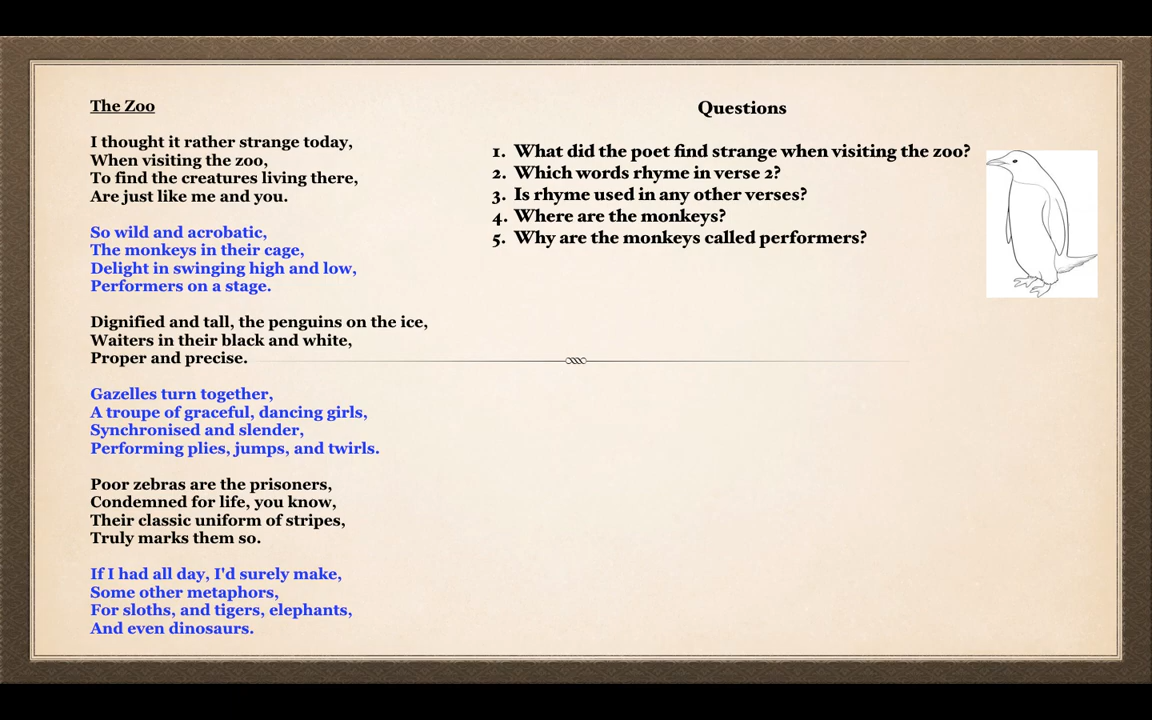 The Zoo
I thought it rather strange today,
When visiting the zoo,
To find the creatures living there,
Are just like me and you.
So wild and acrobatic,
The monkeys in their cage,
Delight in swinging high and low,
Performers on a stage.
Dignified and tall, the penguins on the ice,
Waiters in their black and white,
Proper and precise.
Gazelles turn together,
A troupe of graceful, dancing girls,
Synchronised and slender,
Performing plies, jumps, and twirls.
Poor zebras are the prisoners,
Condemned for life, you know,
Their classic uniform of stripes,
Truly marks them so.
If I had all day, I'd surely make,
Some other metaphors,
For sloths, and tigers, elephants,
And even dinosaurs.
Questions
1. What did the poet find strange when visiting the zoo?
2. Which words rhyme in verse 2?
3. Is rhyme used in any other verses?
4. Where are the monkeys?
5. Why are the monkeys called performers?